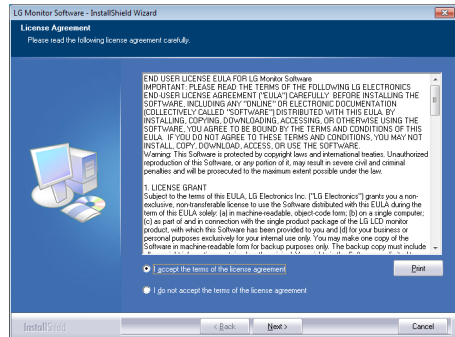 LG Monitor Software - InstallShield Wizard
License Agreement
Please read the following license agreement carefully.
END USER LICENSE EULA FOR LG Monitor Software
IMPORTANT: PLEASE READ THE TERMS OF THE FOLLOWING LG ELECTRONICS
END-USER LICENSE AGREEMENT ("EULA") CAREFULLY BEFORE INSTALLING THE
SOFTWARE, INCLUDING ANY "ONLINE" OR ELECTRONIC DOCUMENTATION
(COLLECTIVELY CALLED "SOFTWARE") DISTRIBUTED WITH THIS EULA. BY
INSTALLING, COPYING, DOWNLOADING, ACCESSING, OR OTHERWISE USING THE
SOFTWARE, YOU AGREE TO BE BOUND BY THE TERMS AND CONDITIONS OF THIS
EULA. IF YOU DO NOT AGREE TO THESE TERMS AND CONDITIONS, YOU MAY NOT
INSTALL, COPY, DOWNLOAD, ACCESS, OR USE THE SOFTWARE.
Warning: This Software is protected by copyright laws and international treaties. Unauthorized
reproduction of this Software, or any portion of it, may result in severe civil and criminal
penalties and will be prosecuted to the maximum extent possible under the law.
1. LICENSE GRANT
Subject to the terms of this EULA, LG Electronics Inc. ("LG Electronics") grants you a non-
exclusive, non-transferable license to use the Software distributed with this EULA during the
term of this EULA solely: (a) in machine-readable, object-code form; (b) on a single computer;
(c) as part of and in connection with the single product package of the LG LCD monitor
product, with which this Software has been provided to you and (d) for your business or
personal purposes exclusively for your internal use only. You may make one copy of the
Software in machine-readable form for backup purposes only. The backup copy must include
I accept the terms of the license agreement
Print
I do not accept the terms of the license agreement
InstallShield
< Back
Next >
Cancel